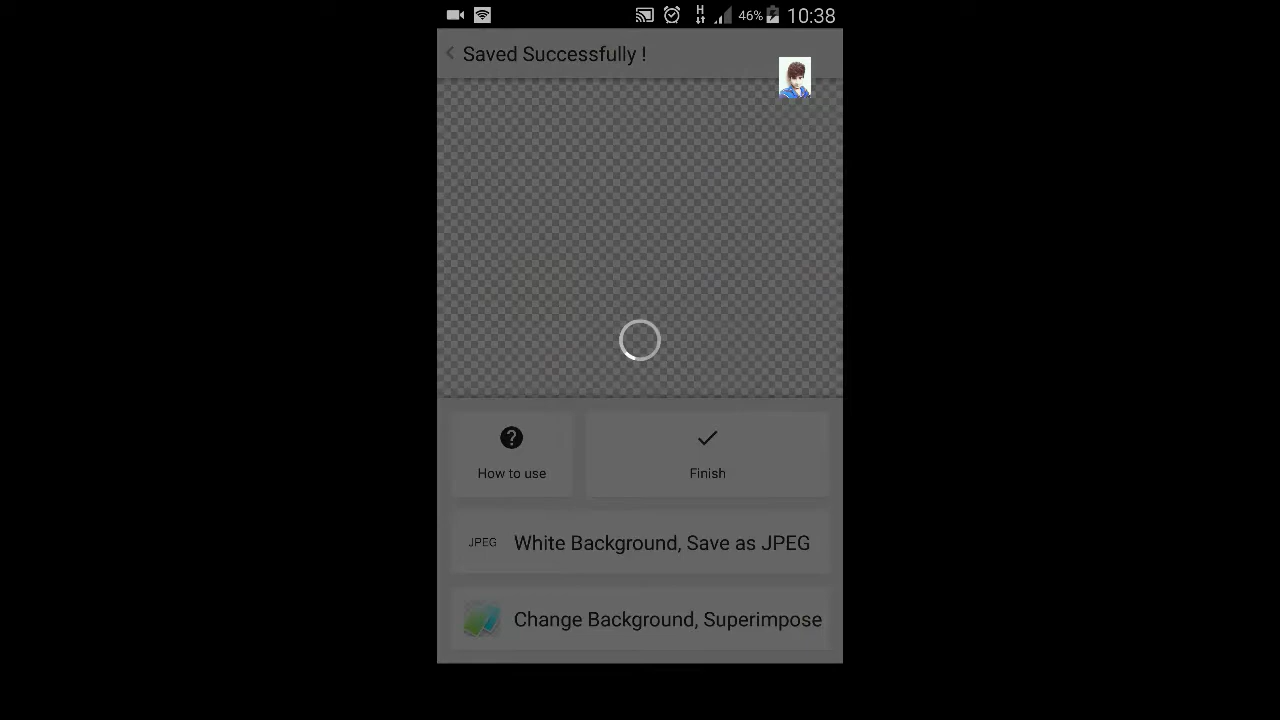 H 46% 10:38
Saved Successfully !
How to use
Finish
JPEG White Background, Save as JPEG
Change Background, Superimpose